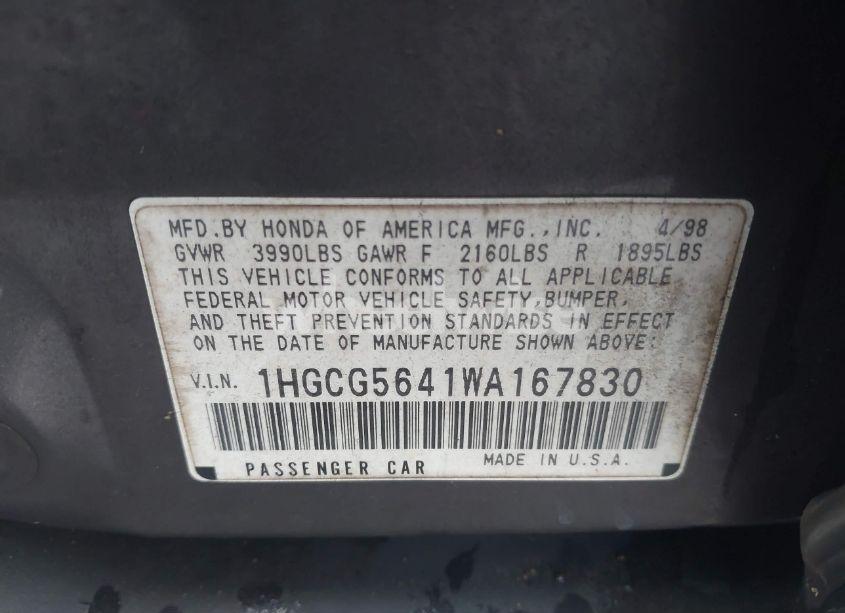 MFD.BY HONDA OF AMERICA MFG.,INC. 4/98
GVWR 3990LBS GAWR F 2160LBS R 1895LBS
THIS VEHICLE CONFORMS TO ALL APPLICABLE
FEDERAL MOTOR VEHICLE SAFETY,BUMPER,
AND THEFT PREVENTION STANDARDS IN EFFECT
ON THE DATE OF MANUFACTURE SHOWN ABOVE:
V.I.N. 1HGCG5641WA167830
PASSENGER CAR MADE IN U.S.A.